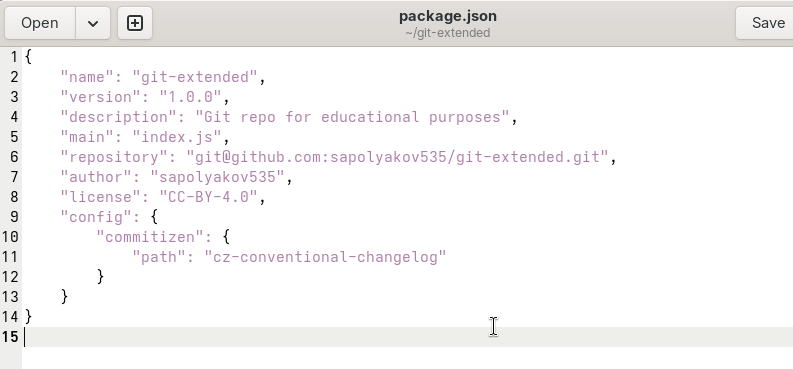 Open
package.json
~/git-extended
Save
1 {
2     "name": "git-extended",
3     "version": "1.0.0",
4     "description": "Git repo for educational purposes",
5     "main": "index.js",
6     "repository": "git@github.com:sapolyakov535/git-extended.git",
7     "author": "sapolyakov535",
8     "license": "CC-BY-4.0",
9     "config": {
10         "commitizen": {
11             "path": "cz-conventional-changelog"
12         }
13     }
14 }
15